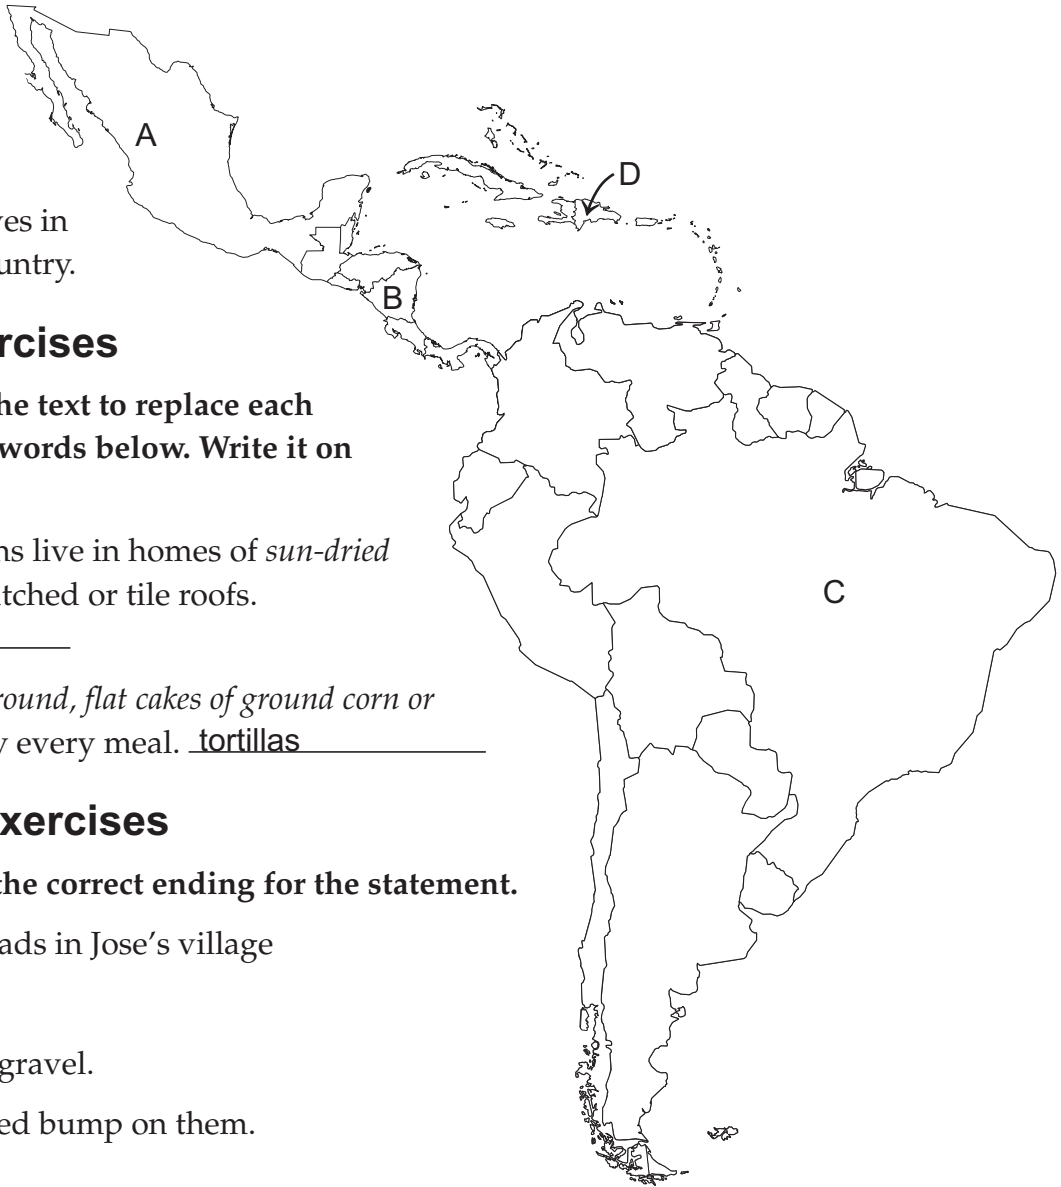 A
D
ves in
untry.
B
rcises
he text to replace each
words below. Write it on
ns live in homes of sun-dried
tched or tile roofs.
C
round, flat cakes of ground corn or
y every meal. tortillas
xercises
the correct ending for the statement.
ads in Jose’s village
gravel.
ed bump on them.